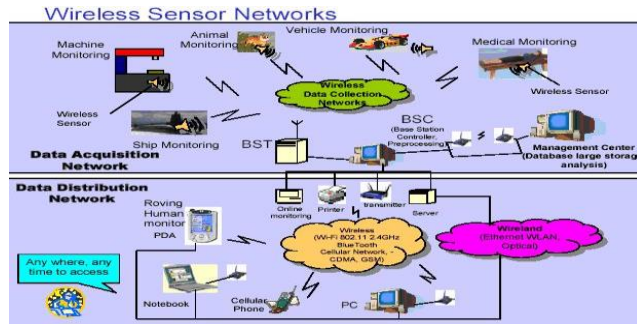 Wireless Sensor Networks
Machine
Monitoring
Animal
Monitoring
Vehicle Monitoring
Medical Monitoring
Wireless
Data Collection
Networks
Wireless
Sensor
Wireless Sensor
Ship Monitoring
BST
BSC
(Base Station
Controller,
Preprocessing)
Management Center
(Database large storage
analysis)
Data Acquisition
Network
Data Distribution
Network
Online
monitoring
Printer
transmitter
Server
Roving
Human
monitor
PDA
Wireless
(Wi-Fi 802.11 2.4GHz
BlueTooth
Cellular Network, -
CDMA, GSM)
Wireland
(Ethernet WLAN,
Optical)
Any where, any
time to access
Notebook
Cellular
Phone
PC